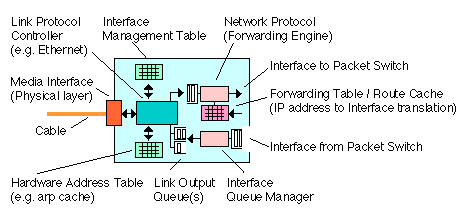 Link Protocol
Controller
(e.g. Ethernet)
Interface
Management Table
Network Protocol
(Forwarding Engine)
Interface to Packet Switch
Media Interface
(Physical layer)
Forwarding Table / Route Cache
(IP address to Interface translation)
Cable
Interface from Packet Switch
Hardware Address Table
(e.g. arp cache)
Link Output
Queue(s)
Interface
Queue Manager